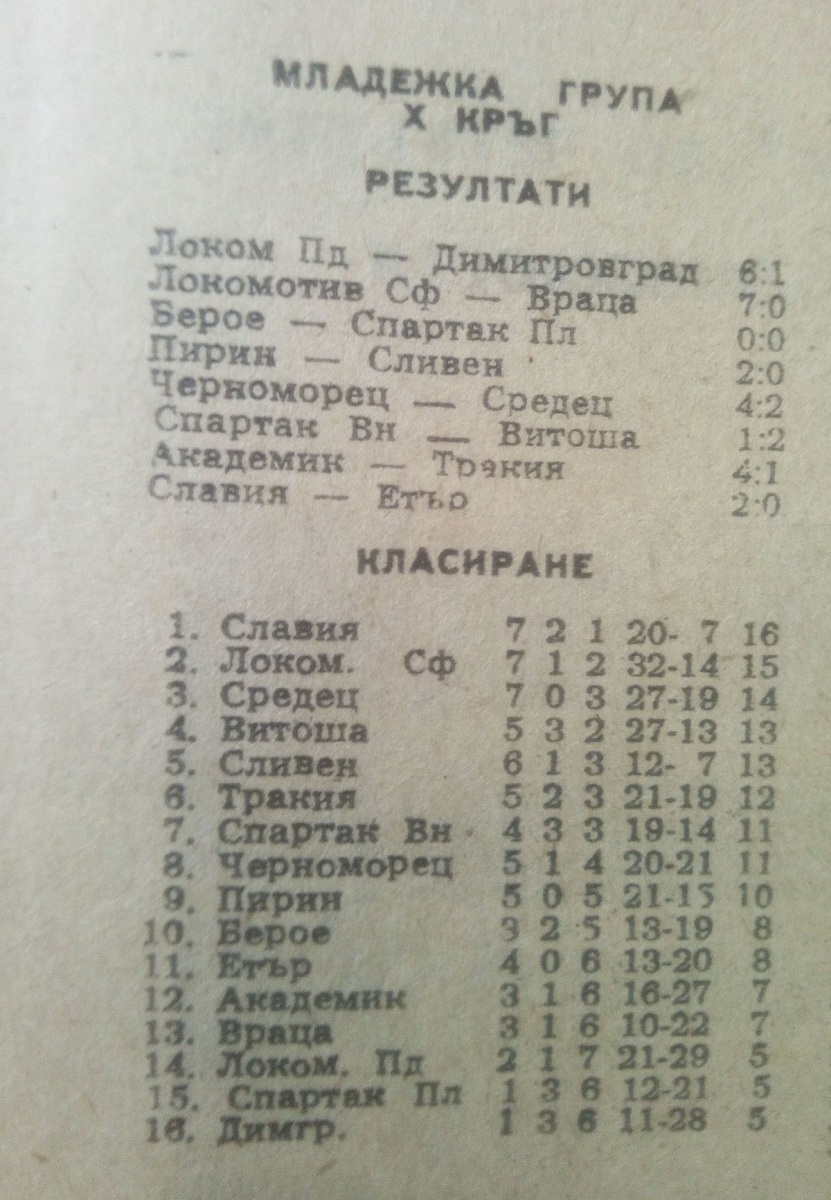 МЛАДЕЖКА ГРУПА
X КРЪГ
РЕЗУЛТАТИ
Локом Пд — Димитровград 6:1
Локомотив Сф — Враца 7:0
Берое — Спартак Пл 0:0
Пирин — Сливен 2:0
Черноморец — Средец 4:2
Спартак Вн — Витоша 1:2
Академик — Тракия 4:1
Славия — Етър 2:0
КЛАСИРАНЕ
1. Славия 7 2 1 20- 7 16
2. Локом. Сф 7 1 2 32-14 15
3. Средец 7 0 3 27-19 14
4. Витоша 5 3 2 27-13 13
5. Сливен 6 1 3 12- 7 13
6. Тракия 5 2 3 21-19 12
7. Спартак Вн 4 3 3 19-14 11
8. Черноморец 5 1 4 20-21 11
9. Пирин 5 0 5 21-15 10
10. Берое 3 2 5 13-19 8
11. Етър 4 0 6 13-20 8
12. Академик 3 1 6 16-27 7
13. Враца 3 1 6 10-22 7
14. Локом. Пд 2 1 7 21-29 5
15. Спартак Пл 1 3 6 12-21 5
16. Димгр. 1 3 6 11-28 5